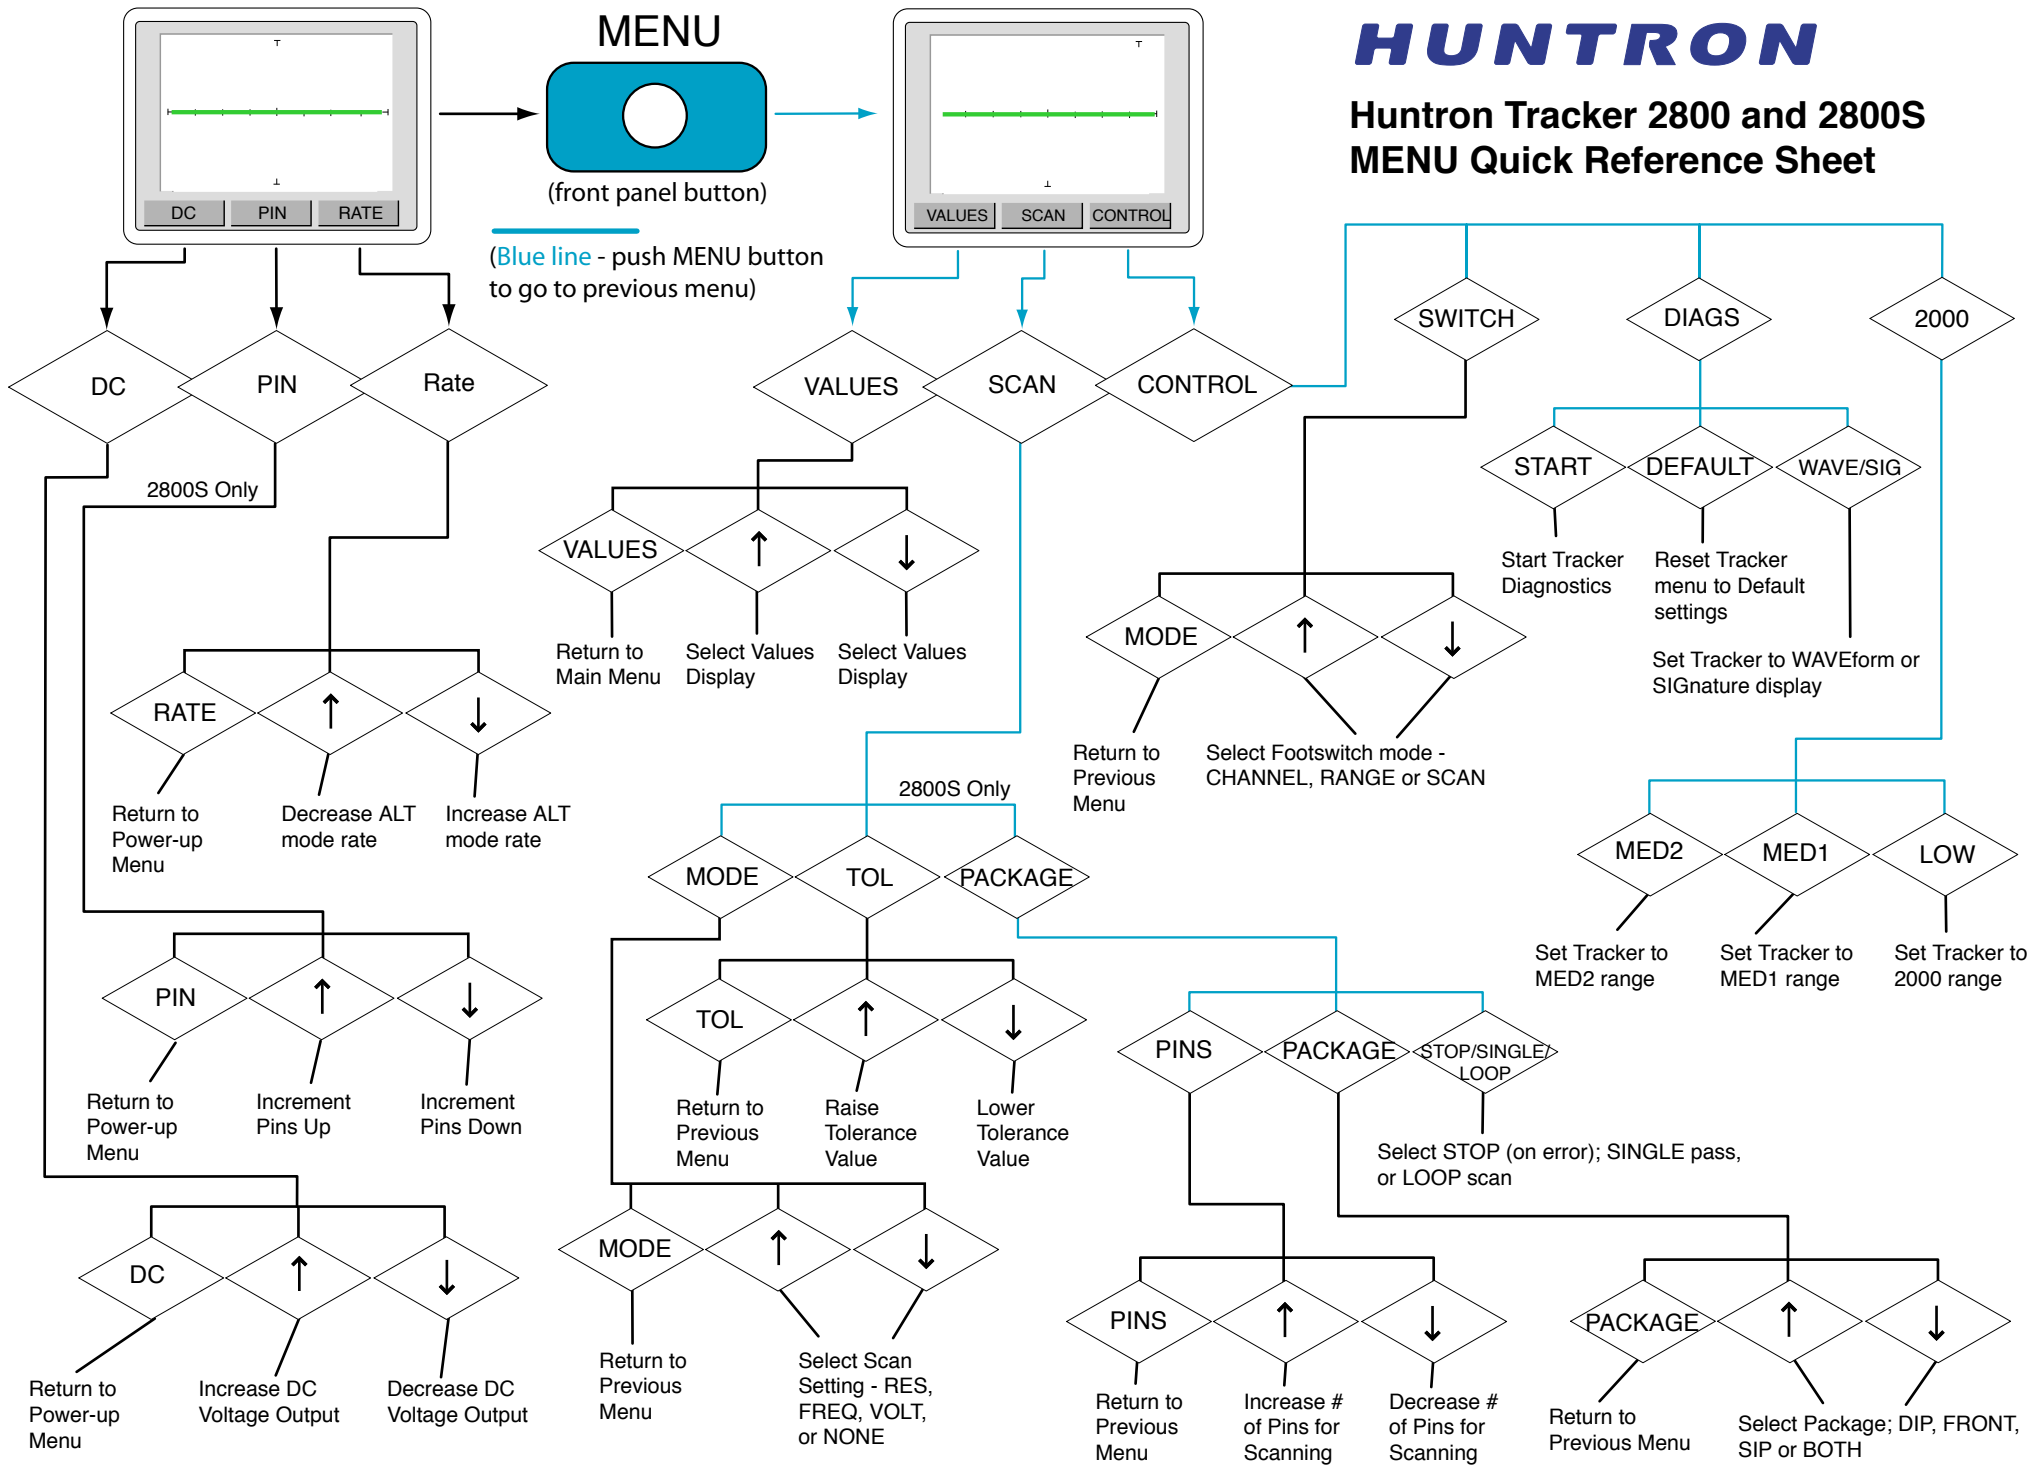 MENU
HUNTRON
Huntron Tracker 2800 and 2800S
MENU Quick Reference Sheet
(front panel button)
DC PIN RATE
VALUES SCAN CONTROL
(Blue line - push MENU button
to go to previous menu)
SWITCH
DIAGS
2000
DC
PIN
Rate
VALUES
SCAN
CONTROL
2800S Only
START
DEFAULT
WAVE/SIG
Start Tracker
Diagnostics
Reset Tracker
menu to Default
settings
Set Tracker to WAVEform or
SIGnature display
VALUES
↑
↓
Return to
Main Menu
Select Values
Display
Select Values
Display
MODE
↑
↓
Return to
Previous
Menu
Select Footswitch mode -
CHANNEL, RANGE or SCAN
RATE
↑
↓
Return to
Power-up
Menu
Decrease ALT
mode rate
Increase ALT
mode rate
2800S Only
MODE
TOL
PACKAGE
MED2
MED1
LOW
Set Tracker to
MED2 range
Set Tracker to
MED1 range
Set Tracker to
2000 range
PIN
↑
↓
Return to
Power-up
Menu
Increment
Pins Up
Increment
Pins Down
TOL
↑
↓
Return to
Previous
Menu
Raise
Tolerance
Value
Lower
Tolerance
Value
PINS
PACKAGE
STOP/SINGLE/
LOOP
Select STOP (on error); SINGLE pass,
or LOOP scan
DC
↑
↓
Return to
Power-up
Menu
Increase DC
Voltage Output
Decrease DC
Voltage Output
MODE
↑
↓
Return to
Previous
Menu
Select Scan
Setting - RES,
FREQ, VOLT,
or NONE
PINS
↑
↓
Return to
Previous
Menu
Increase #
of Pins for
Scanning
Decrease #
of Pins for
Scanning
PACKAGE
↑
↓
Return to
Previous Menu
Select Package; DIP, FRONT,
SIP or BOTH